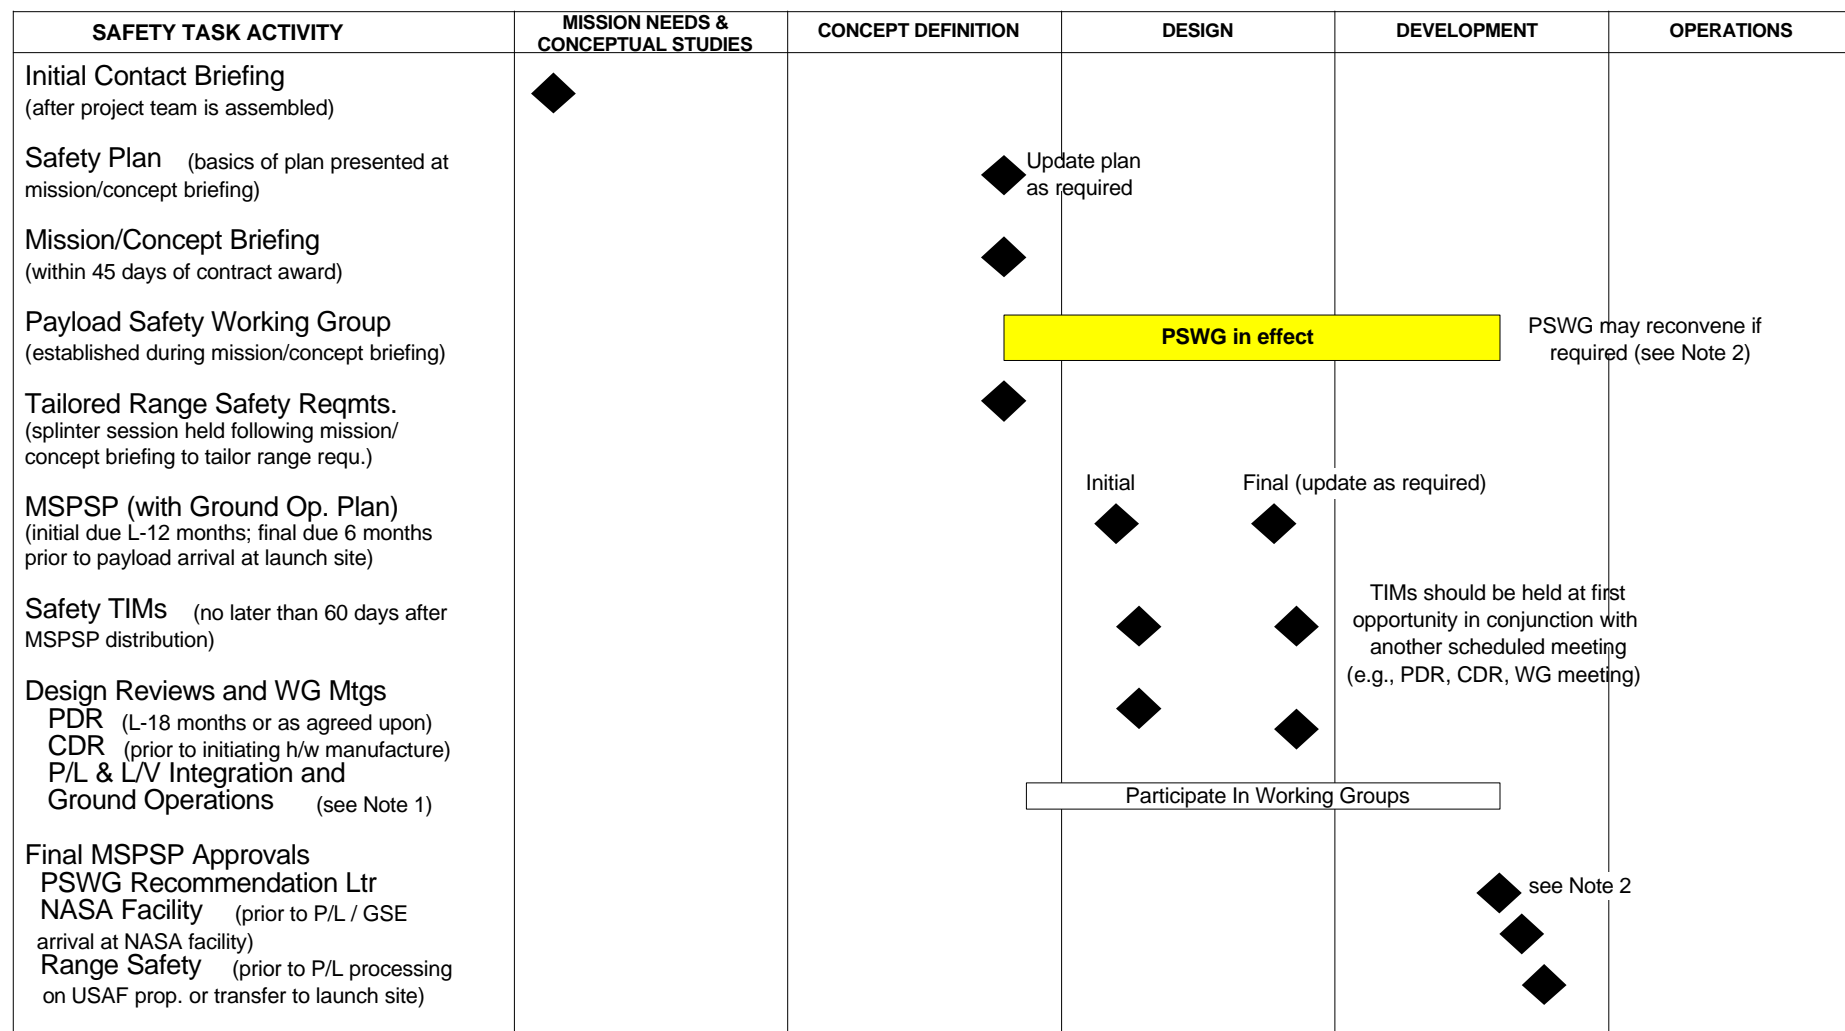 SAFETY TASK ACTIVITY
MISSION NEEDS &
CONCEPTUAL STUDIES
CONCEPT DEFINITION
DESIGN
DEVELOPMENT
OPERATIONS
Initial Contact Briefing
(after project team is assembled)
Safety Plan (basics of plan presented at
mission/concept briefing)
Update plan
as required
Mission/Concept Briefing
(within 45 days of contract award)
Payload Safety Working Group
(established during mission/concept briefing)
PSWG in effect
PSWG may reconvene if
required (see Note 2)
Tailored Range Safety Reqmts.
(splinter session held following mission/
concept briefing to tailor range requ.)
MSPSP (with Ground Op. Plan)
(initial due L-12 months; final due 6 months
prior to payload arrival at launch site)
Initial
Final (update as required)
Safety TIMs (no later than 60 days after
MSPSP distribution)
TIMs should be held at first
opportunity in conjunction with
another scheduled meeting
(e.g., PDR, CDR, WG meeting)
Design Reviews and WG Mtgs
PDR (L-18 months or as agreed upon)
CDR (prior to initiating h/w manufacture)
P/L & L/V Integration and
Ground Operations (see Note 1)
Participate In Working Groups
Final MSPSP Approvals
PSWG Recommendation Ltr
see Note 2
NASA Facility (prior to P/L / GSE
arrival at NASA facility)
Range Safety (prior to P/L processing
on USAF prop. or transfer to launch site)